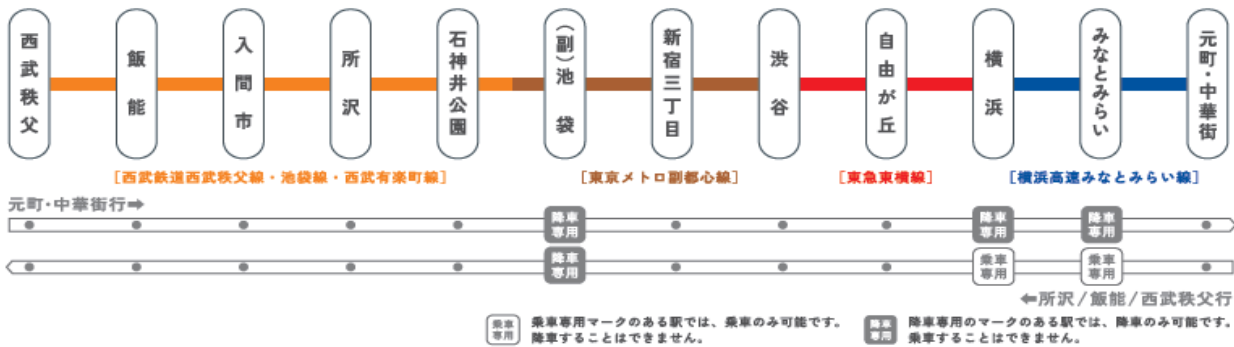 西武秩父
飯能
入間市
所沢
石神井公園
(副)池袋
新宿三丁目
渋谷
自由が丘
横浜
みなとみらい
元町・中華街
[西武鉄道西武秩父線・池袋線・西武有楽町線]
[東京メトロ副都心線]
[東急東横線]
[横浜高速みなとみらい線]
元町・中華街行➡
降車
専用
降車
専用
降車
専用
降車
専用
乗車
専用
乗車
専用
⬅所沢/飯能/西武秩父行
乗車
専用
乗車専用マークのある駅では、乗車のみ可能です。
降車することはできません。
降車
専用
降車専用のマークのある駅では、降車のみ可能です。
乗車することはできません。